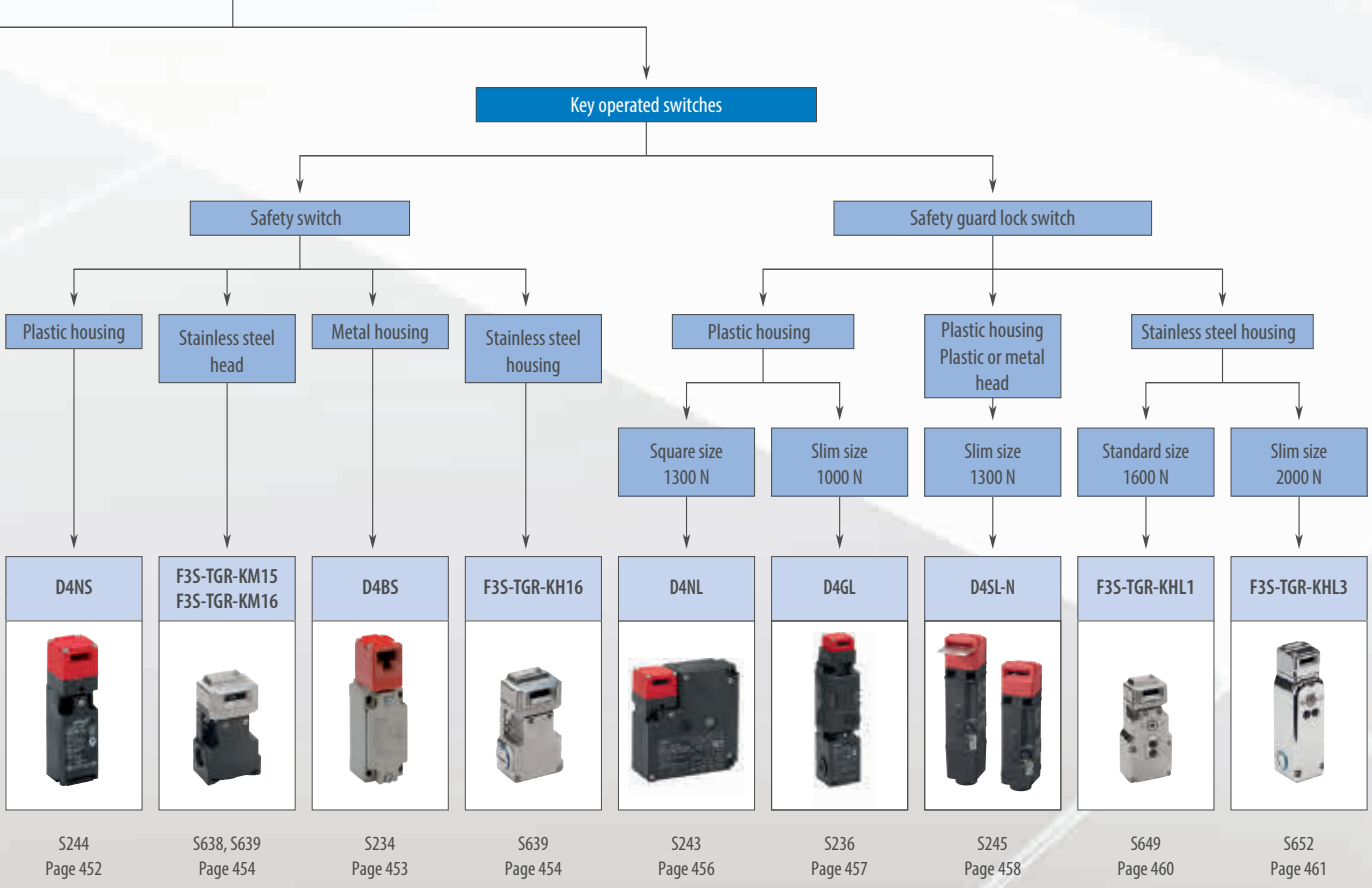 Key operated switches
Safety switch
Safety guard lock switch
Plastic housing
Stainless steel
head
Metal housing
Stainless steel
housing
Plastic housing
Plastic housing
Plastic or metal
head
Stainless steel housing
Square size
1300 N
Slim size
1000 N
Slim size
1300 N
Standard size
1600 N
Slim size
2000 N
D4NS
F3S-TGR-KM15
F3S-TGR-KM16
D4BS
F3S-TGR-KH16
D4NL
D4GL
D4SL-N
F3S-TGR-KHL1
F3S-TGR-KHL3
S244
Page 452
S638, S639
Page 454
S234
Page 453
S639
Page 454
S243
Page 456
S236
Page 457
S245
Page 458
S649
Page 460
S652
Page 461